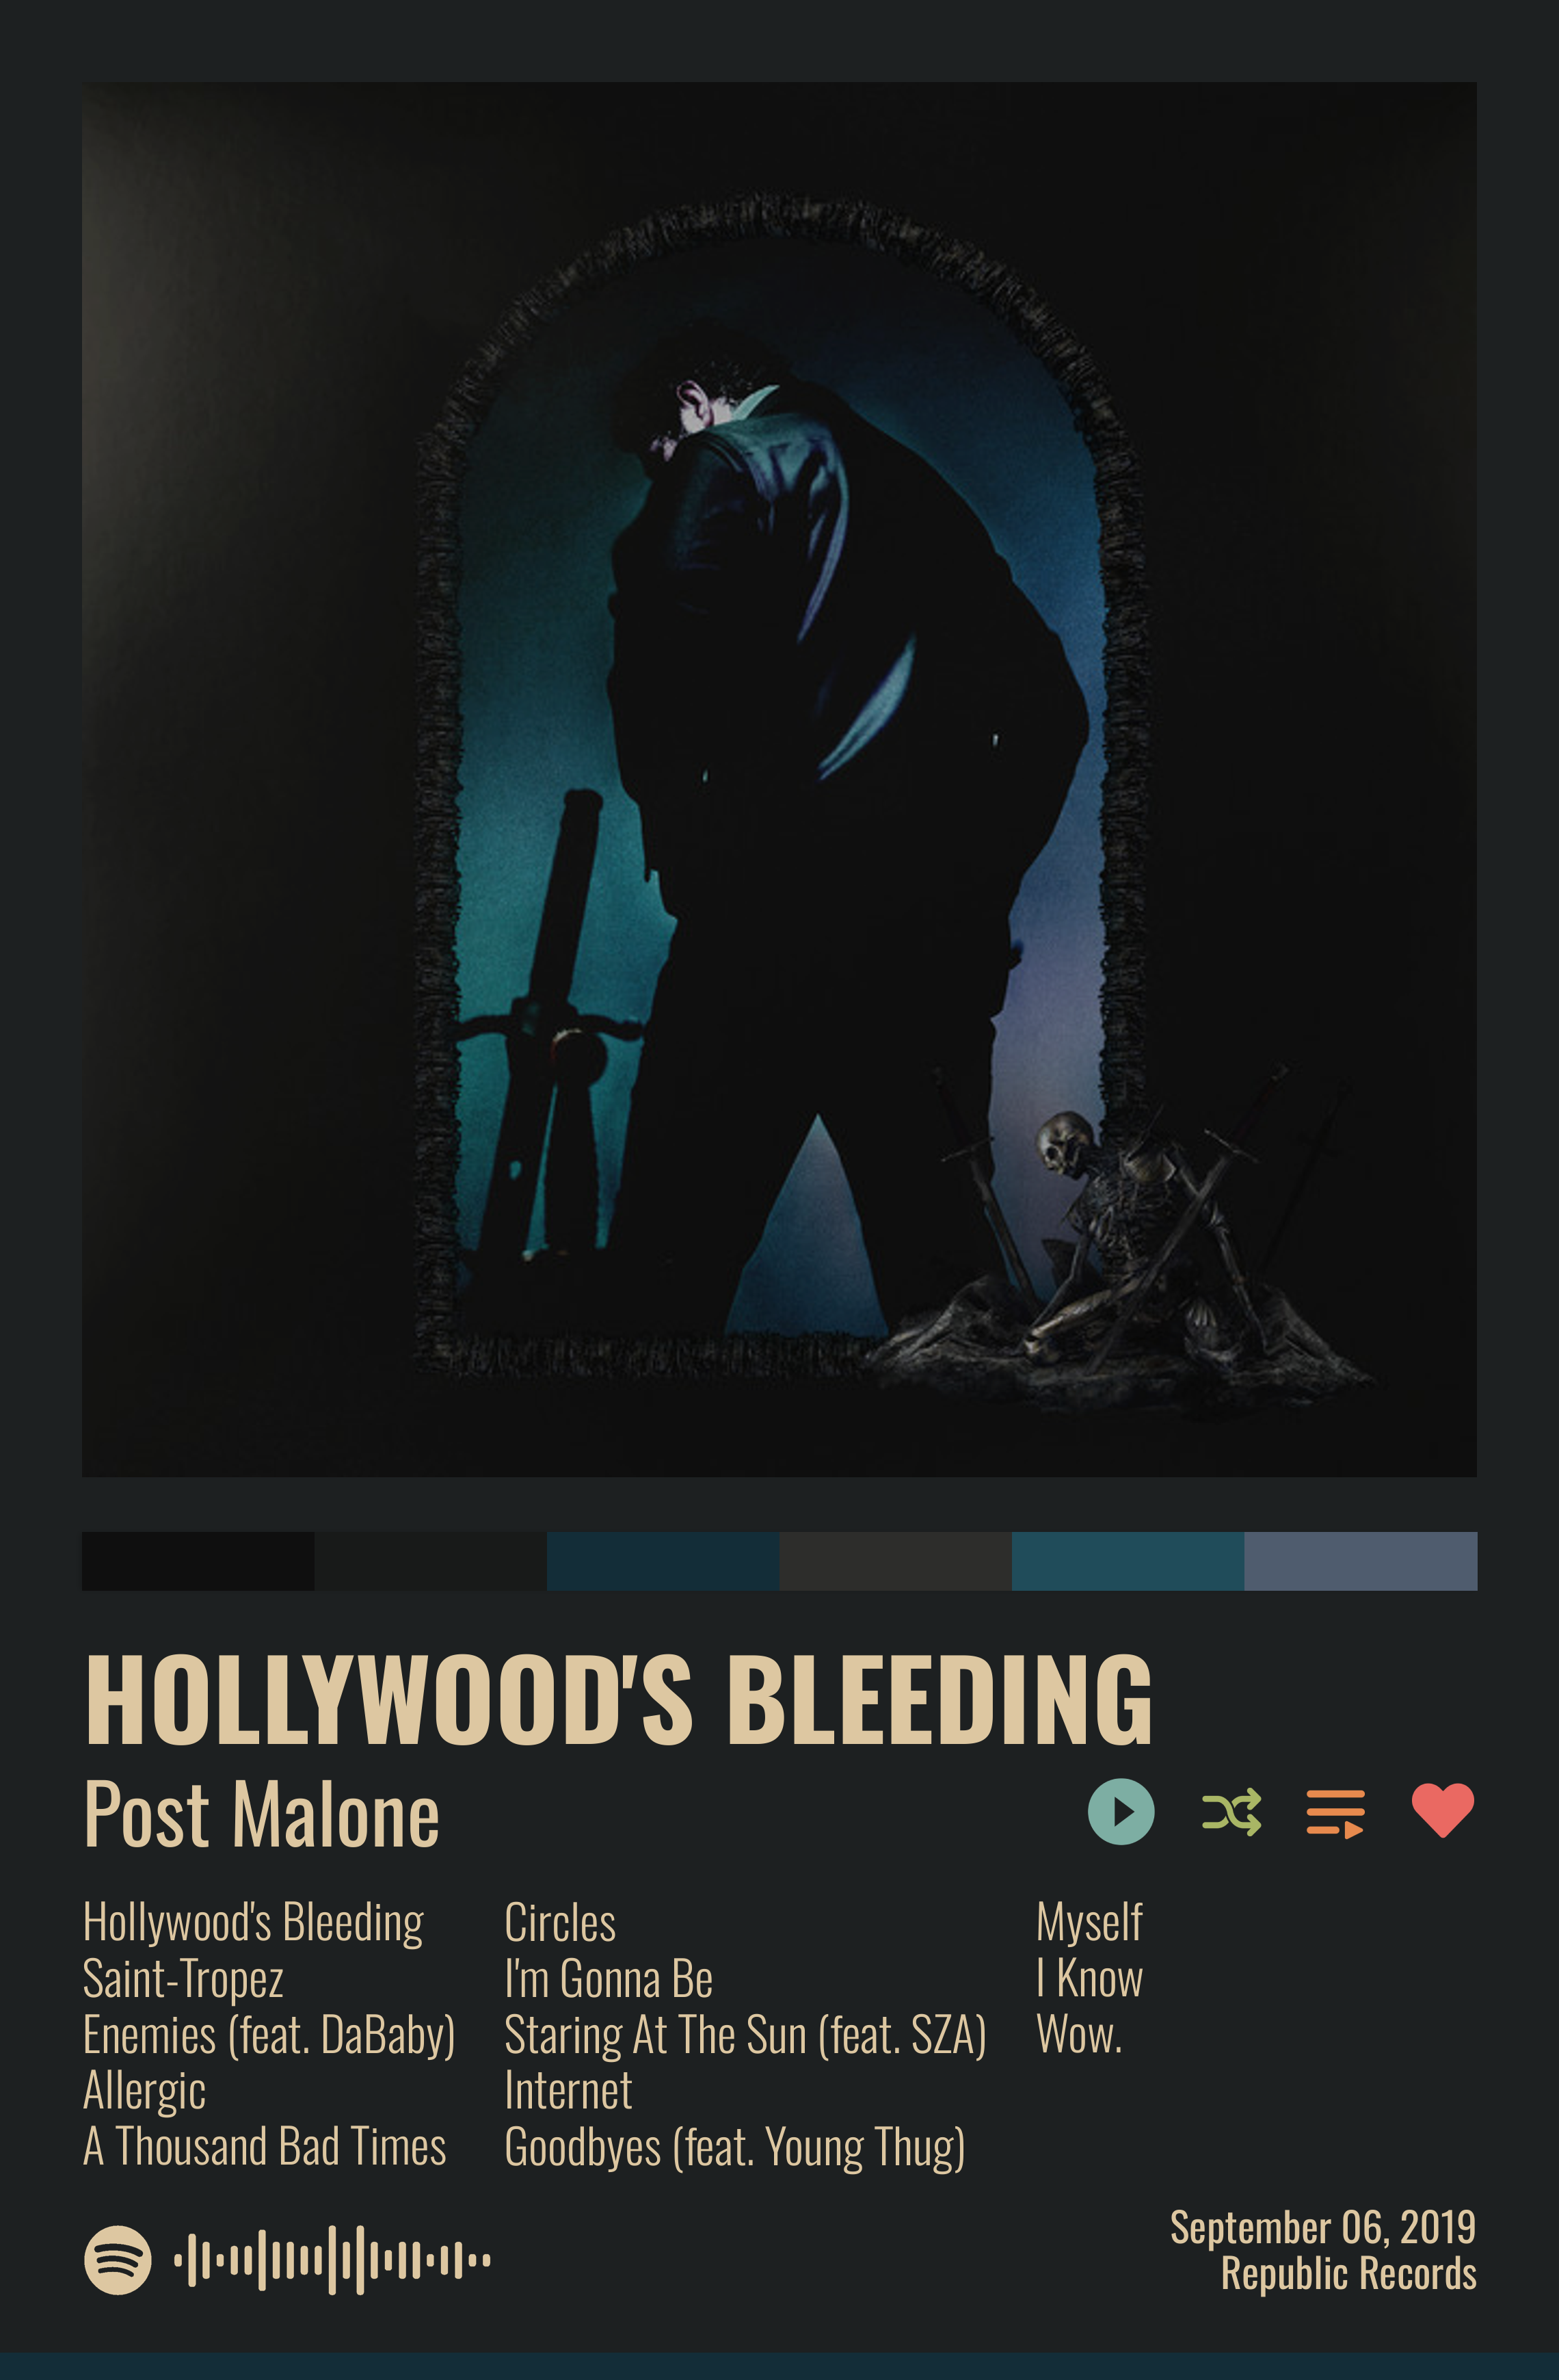 HOLLYWOOD'S BLEEDING
Post Malone
Hollywood's Bleeding
Saint-Tropez
Enemies (feat. DaBaby)
Allergic
A Thousand Bad Times
Circles
I'm Gonna Be
Staring At The Sun (feat. SZA)
Internet
Goodbyes (feat. Young Thug)
Myself
I Know
Wow.
September 06, 2019
Republic Records